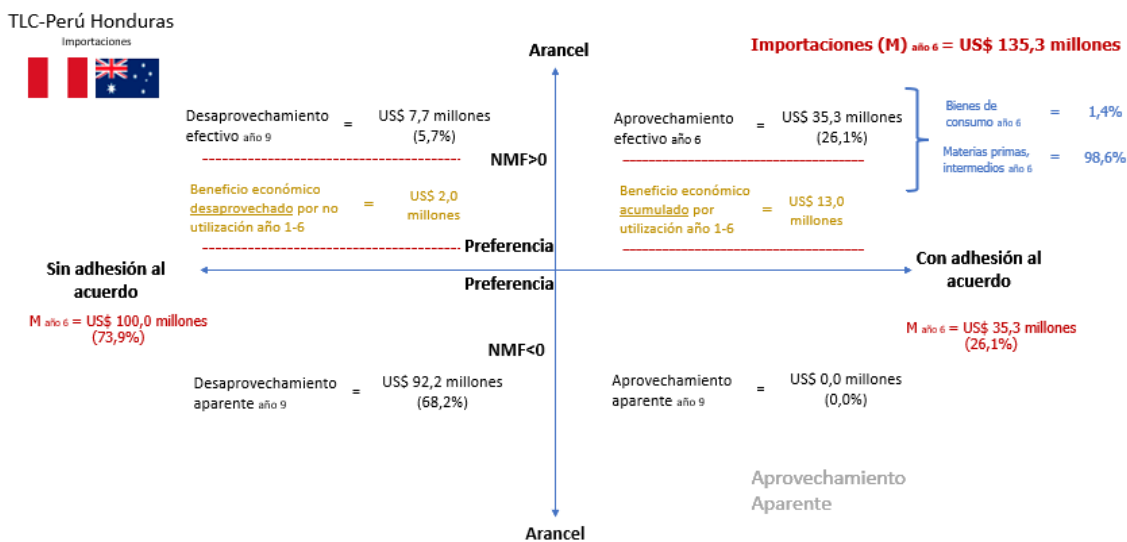 TLC-Perú Honduras
Importaciones
Arancel
Importaciones (M) año 6 = US$ 135,3 millones
Desaprovechamiento
efectivo año 9
=
US$ 7,7 millones
(5,7%)
Aprovechamiento
efectivo año 6
=
US$ 35,3 millones
(26,1%)
Bienes de
consumo año 6
=
1,4%
Materias primas,
intermedios año 6
=
98,6%
NMF>0
Beneficio económico
desaprovechado por no
utilización año 1-6
=
US$ 2,0
millones
Beneficio económico
acumulado por
utilización año 1-6
=
US$ 13,0
millones
Preferencia
Sin adhesión al
acuerdo
Con adhesión al
acuerdo
Preferencia
M año 6 = US$ 100,0 millones
(73,9%)
M año 6 = US$ 35,3 millones
(26,1%)
NMF<0
Desaprovechamiento
aparente año 9
=
US$ 92,2 millones
(68,2%)
Aprovechamiento
aparente año 9
=
US$ 0,0 millones
(0,0%)
Aprovechamiento
Aparente
Arancel